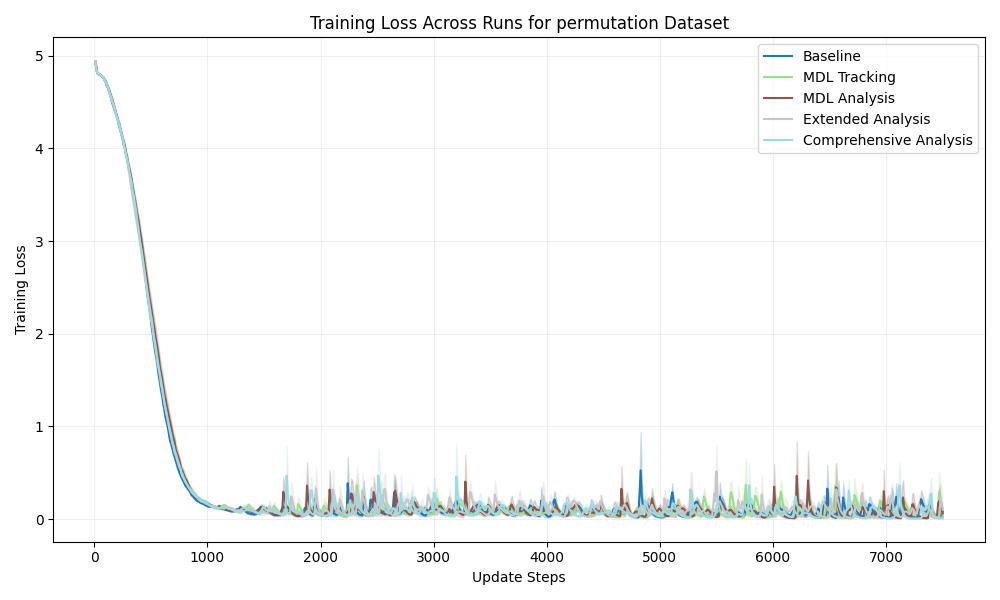 Training Loss Across Runs for permutation Dataset
Training Loss
5
4
3
2
1
0
Baseline
MDL Tracking
MDL Analysis
Extended Analysis
Comprehensive Analysis
0 1000 2000 3000 4000 5000 6000 7000
Update Steps